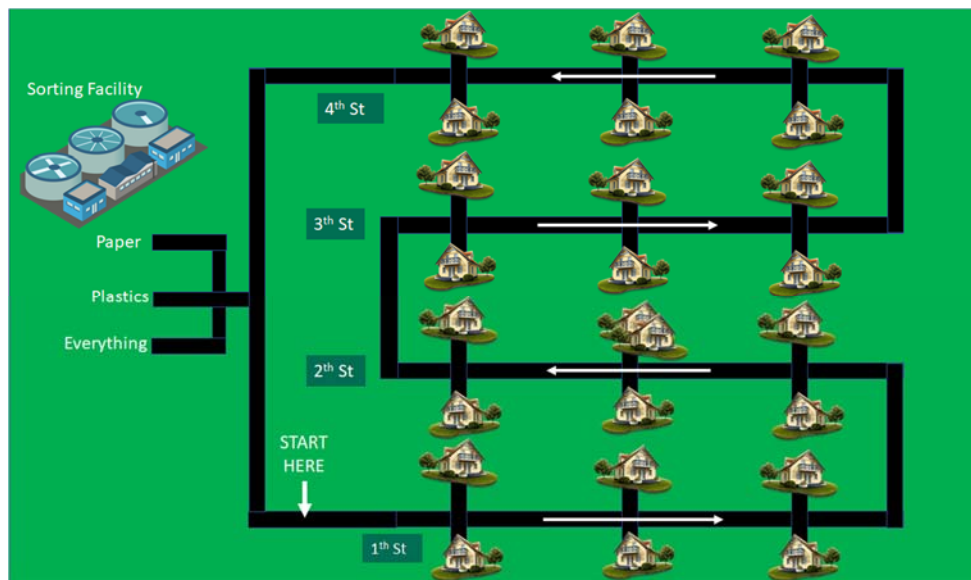 Sorting Facility
4th St
3th St
Paper
Plastics
Everything
2th St
START
HERE
1th St